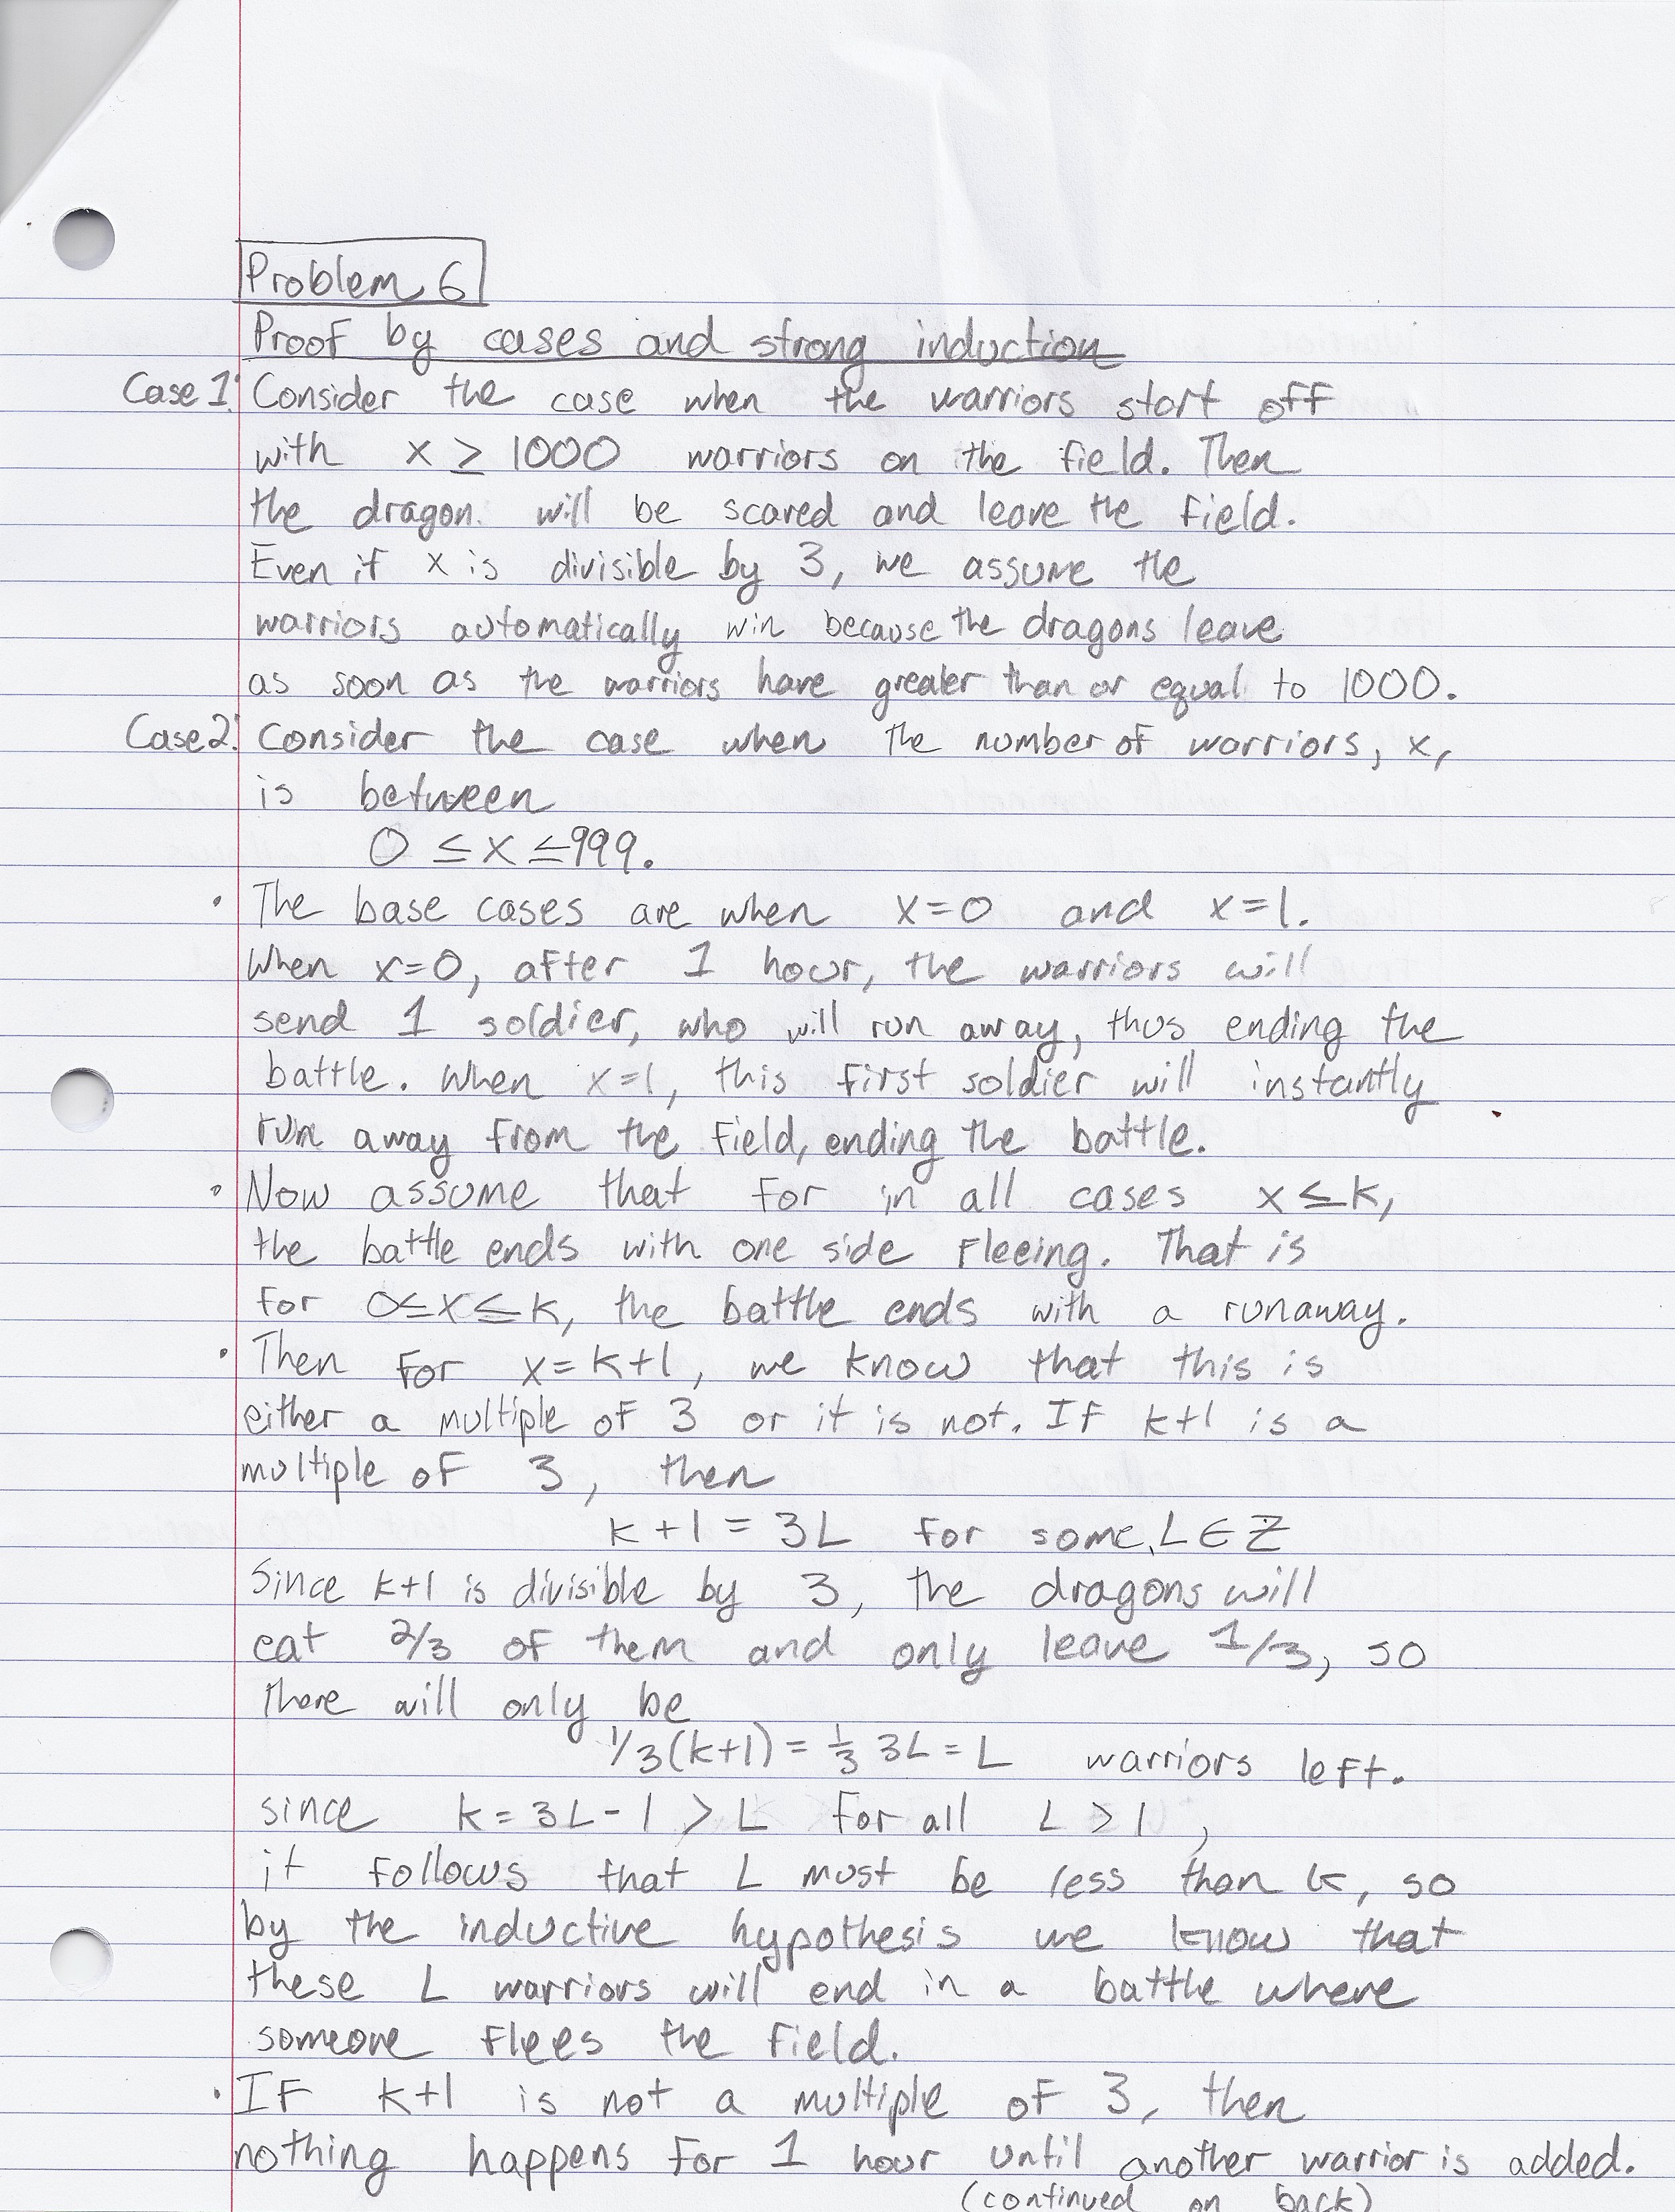 Problem 6
Proof by cases and strong induction
Case 1: Consider the case when the warriors start off
with x ≥ 1000 warriors on the field. Then
the dragon will be scared and leave the field.
Even if x is divisible by 3, we assume the
warriors automatically win because the dragons leave
as soon as the warriors have greater than or equal to 1000.
Case 2: Consider the case when the number of warriors, x,
is between
0 ≤ x ≤ 999.
• The base cases are when x=0 and x=1.
When x=0, after 1 hour, the warriors will
send 1 soldier, who will run away, thus ending the
battle. When x=1, this first soldier will instantly
run away from the field, ending the battle.
• Now assume that for in all cases x ≤ k,
the battle ends with one side fleeing. That is
for 0≤x≤k, the battle ends with a runaway.
• Then for x=k+1, we know that this is
either a multiple of 3 or it is not. If k+1 is a
multiple of 3, then
k+1 = 3L for some L∈Z
Since k+1 is divisible by 3, the dragons will
eat 2/3 of them and only leave 1/3, so
there will only be
1/3(k+1) = 1/3 3L = L warriors left.
since k = 3L-1 > L for all L > 1,
it follows that L must be less than k, so
by the inductive hypothesis we know that
these L warriors will end in a battle where
someone flees the field.
• If k+1 is not a multiple of 3, then
nothing happens for 1 hour until another warrior is added.
(continued on back)